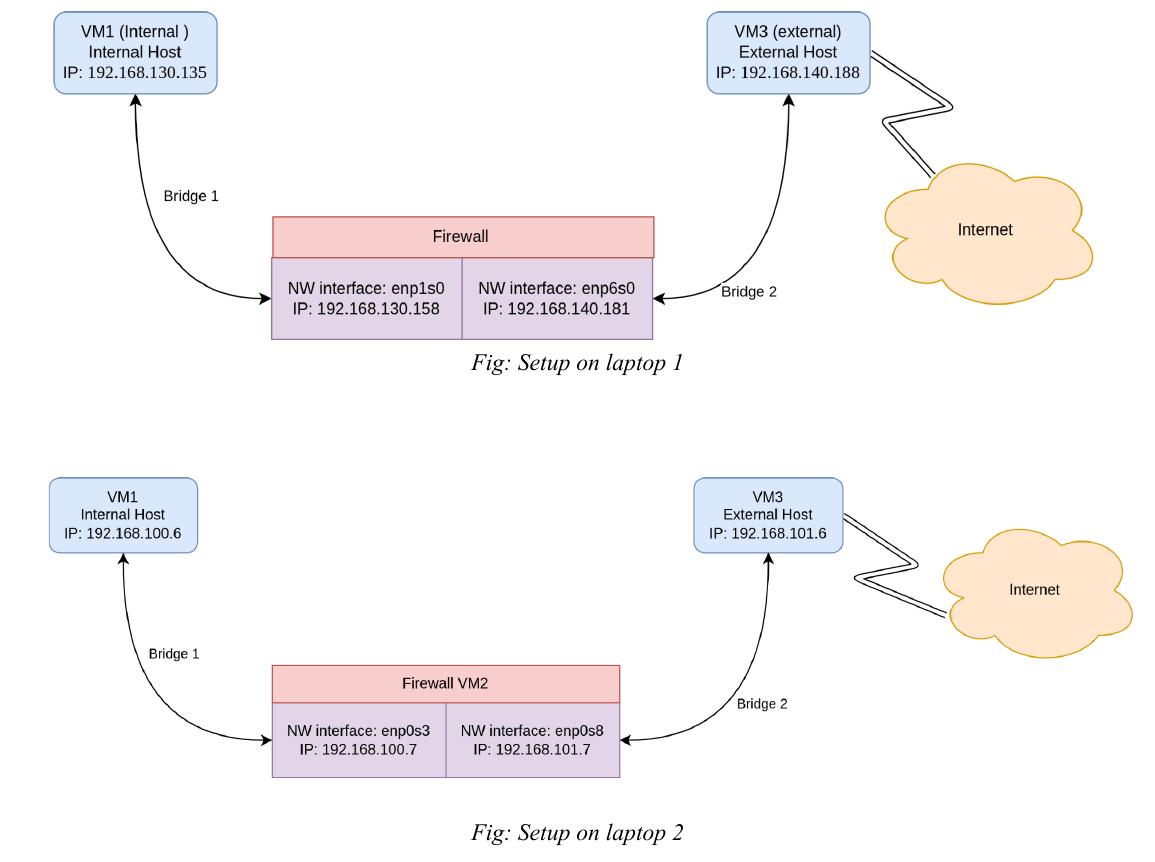 VM1 (Internal )
Internal Host
IP: 192.168.130.135
VM3 (external)
External Host
IP: 192.168.140.188
Bridge 1
Internet
Firewall
NW interface: enp1s0
IP: 192.168.130.158
NW interface: enp6s0
IP: 192.168.140.181
Bridge 2
Fig: Setup on laptop 1
VM1
Internal Host
IP: 192.168.100.6
VM3
External Host
IP: 192.168.101.6
Internet
Bridge 1
Firewall VM2
Bridge 2
NW interface: enp0s3
IP: 192.168.100.7
NW interface: enp0s8
IP: 192.168.101.7
Fig: Setup on laptop 2